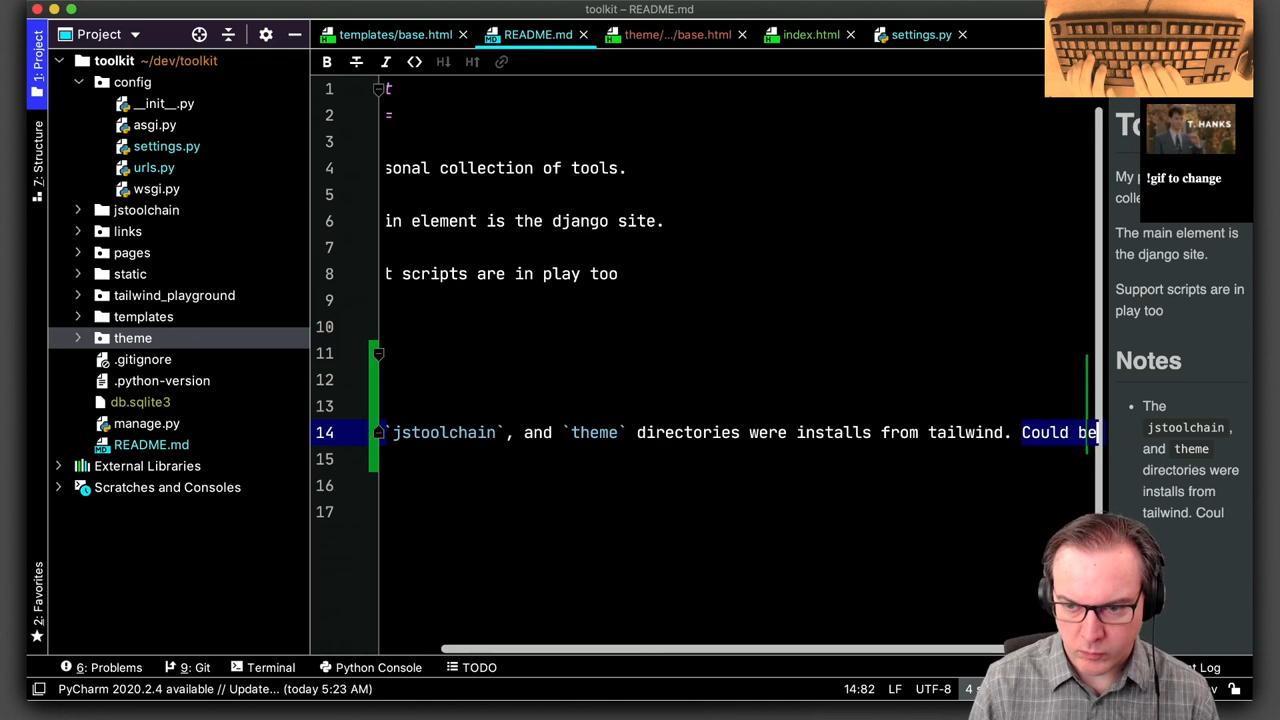 toolkit – README.md
Project
templates/base.html
README.md
theme/.../base.html
index.html
settings.py
1: Project
7: Structure
2: Favorites
toolkit ~/dev/toolkit
config
__init__.py
asgi.py
settings.py
urls.py
wsgi.py
jstoolchain
links
pages
static
tailwind_playground
templates
theme
.gitignore
.python-version
db.sqlite3
manage.py
README.md
External Libraries
Scratches and Consoles
B I <>  H↓ H↑
1 t
2 =
3
4 sonal collection of tools.
5
6 in element is the django site.
7
8 t scripts are in play too
9
10
11
12
13
14 `jstoolchain`, and `theme` directories were installs from tailwind. Could be
15
16
17
T. HANKS
!gif to change
To
My p
colle
The main element is
the django site.
Support scripts are in
play too
Notes
• The
jstoolchain,
and theme
directories were
installs from
tailwind. Coul
6: Problems
9: Git
Terminal
Python Console
TODO
t Log
PyCharm 2020.2.4 available // Update... (today 5:23 AM)
14:82 LF UTF-8 4 s